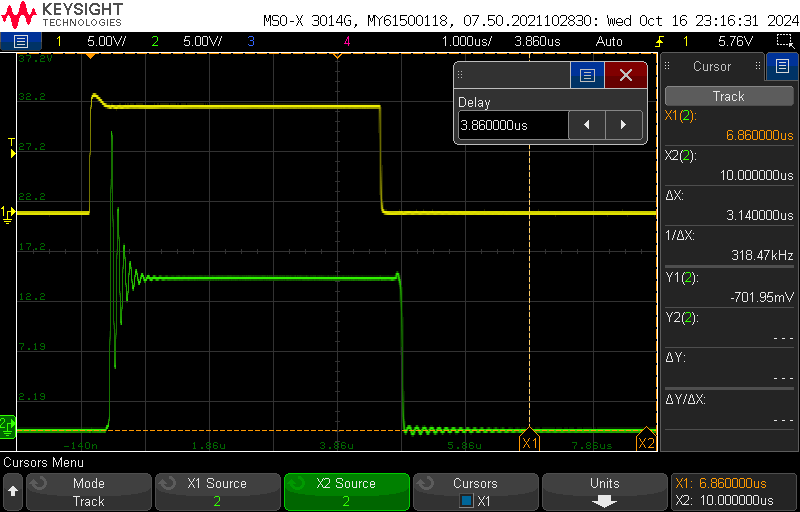 KEYSIGHT
TECHNOLOGIES
MSO-X 3014G, MY61500118, 07.50.2021102830: Wed Oct 16 23:16:31 2024
1 5.00V/ 2 5.00V/ 3 4 1.000us/ 3.860us Auto 1 5.76V
37.2V
32.2
27.2
22.2
17.2
12.2
7.19
2.19
T
1
2
-140n 1.86u 3.86u 5.86u 7.86u
X1 X2
Delay
3.860000us
Cursor
Track
X1(2):
6.860000us
X2(2):
10.000000us
ΔX:
3.140000us
1/ΔX:
318.47kHz
Y1(2):
-701.95mV
Y2(2):
- - -
ΔY:
- - -
ΔY/ΔX:
- - -
Cursors Menu
Mode
Track
X1 Source
2
X2 Source
2
Cursors
X1
Units
X1: 6.860000us
X2: 10.000000us